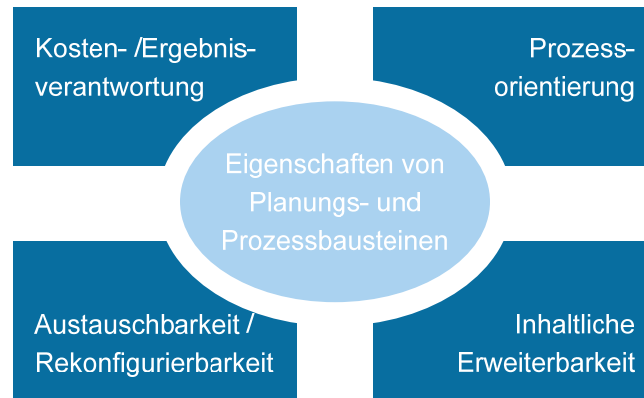 Kosten- /Ergebnis-
verantwortung
Prozess-
orientierung
Eigenschaften von
Planungs- und
Prozessbausteinen
Austauschbarkeit /
Rekonfigurierbarkeit
Inhaltliche
Erweiterbarkeit